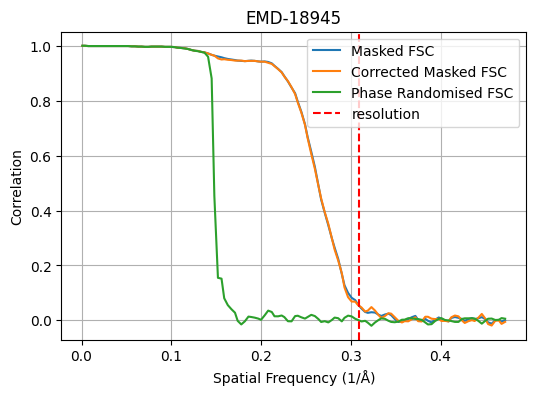 EMD-18945
Masked FSC
Corrected Masked FSC
Phase Randomised FSC
resolution
Correlation
1.0
0.8
0.6
0.4
0.2
0.0
0.0 0.1 0.2 0.3 0.4
Spatial Frequency (1/Å)